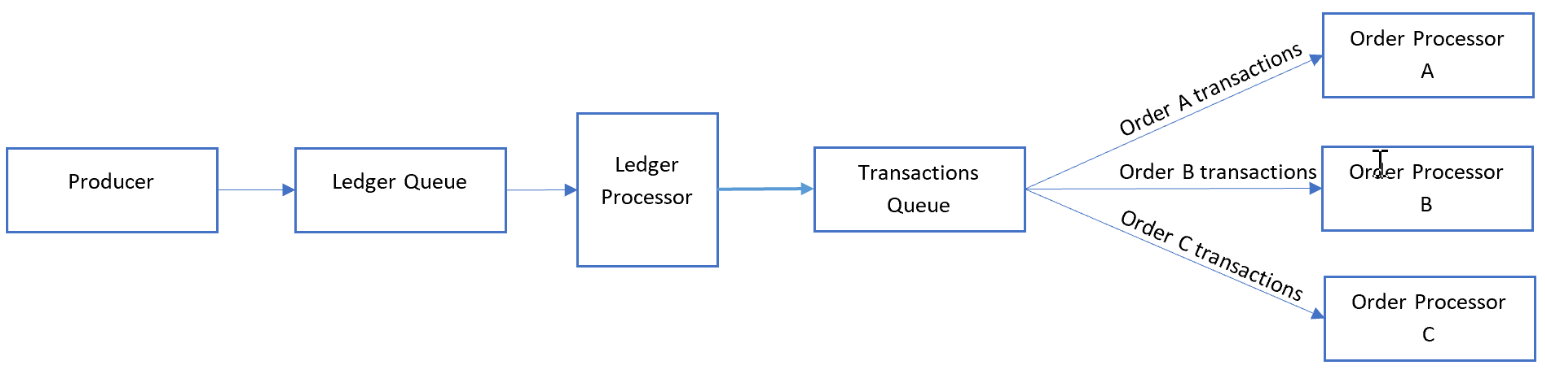 Producer
Ledger Queue
Ledger
Processor
Transactions
Queue
Order A transactions
Order B transactions
Order C transactions
Order Processor
A
Order Processor
B
Order Processor
C